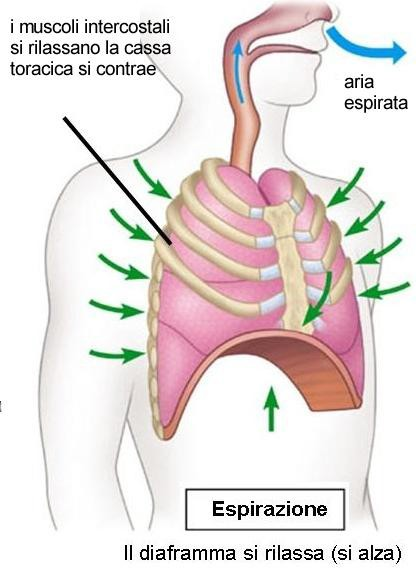 i muscoli intercostali
si rilassano la cassa
toracica si contrae
aria
espirata
Espirazione
Il diaframma si rilassa (si alza)